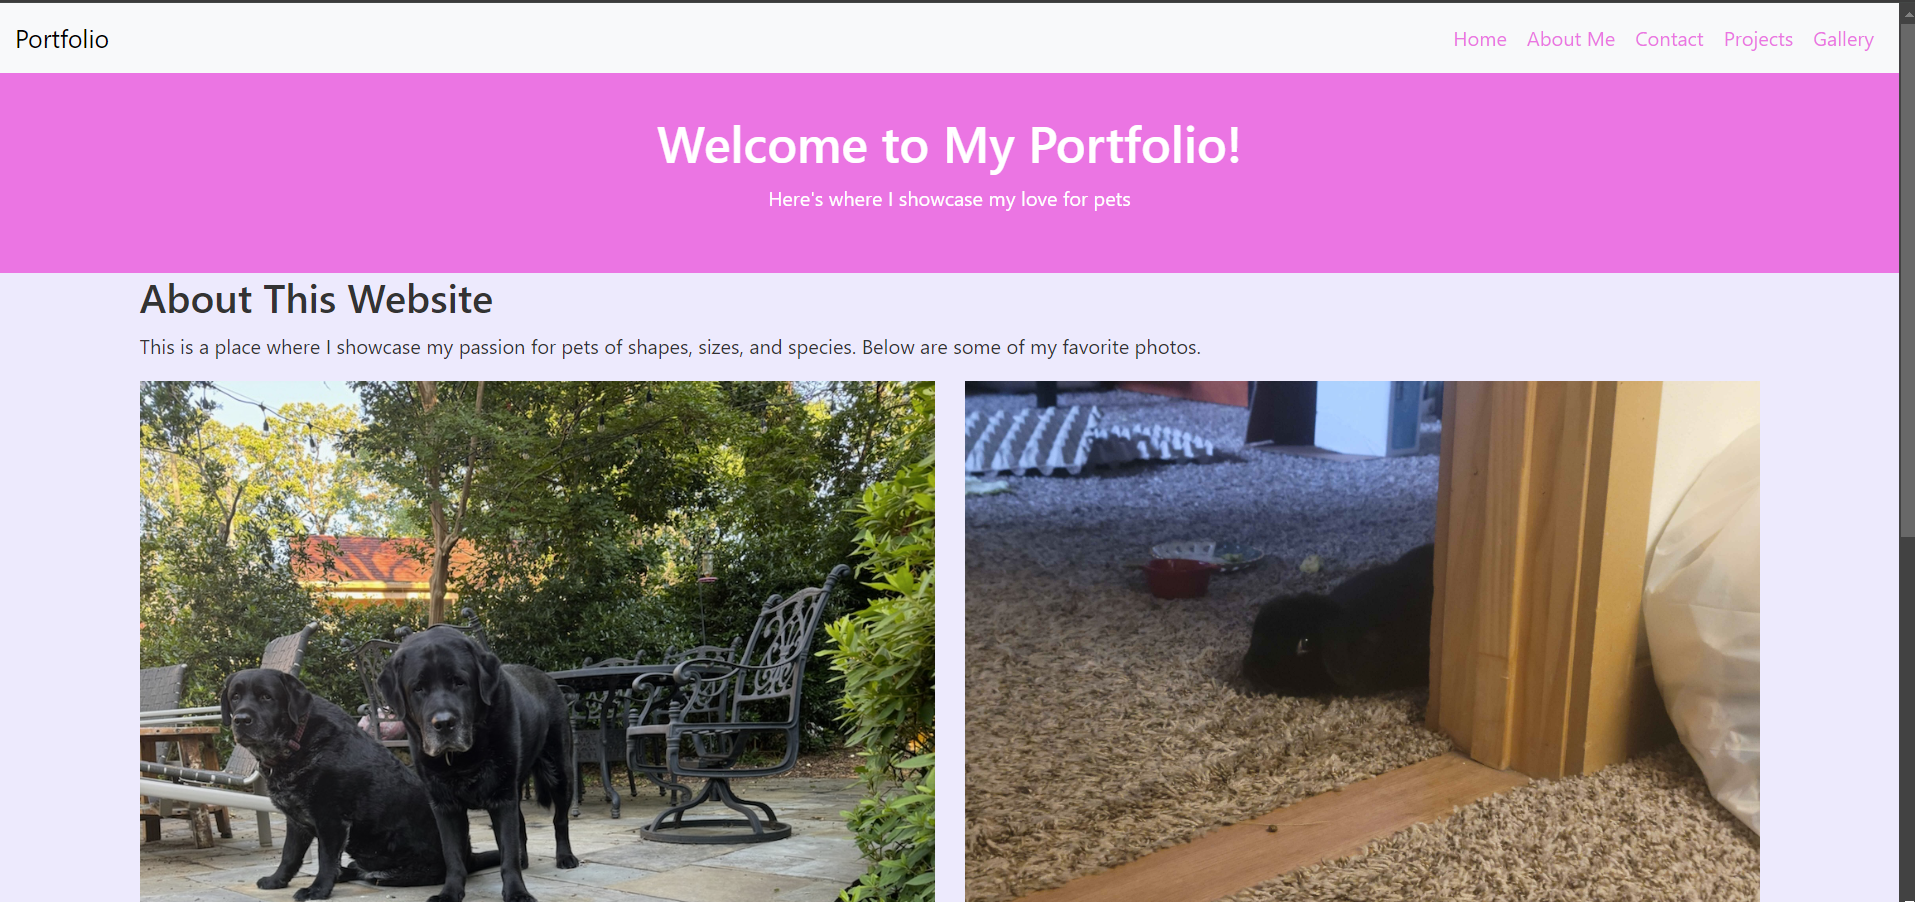 Portfolio
Home About Me Contact Projects Gallery
Welcome to My Portfolio!
Here's where I showcase my love for pets
About This Website
This is a place where I showcase my passion for pets of shapes, sizes, and species. Below are some of my favorite photos.